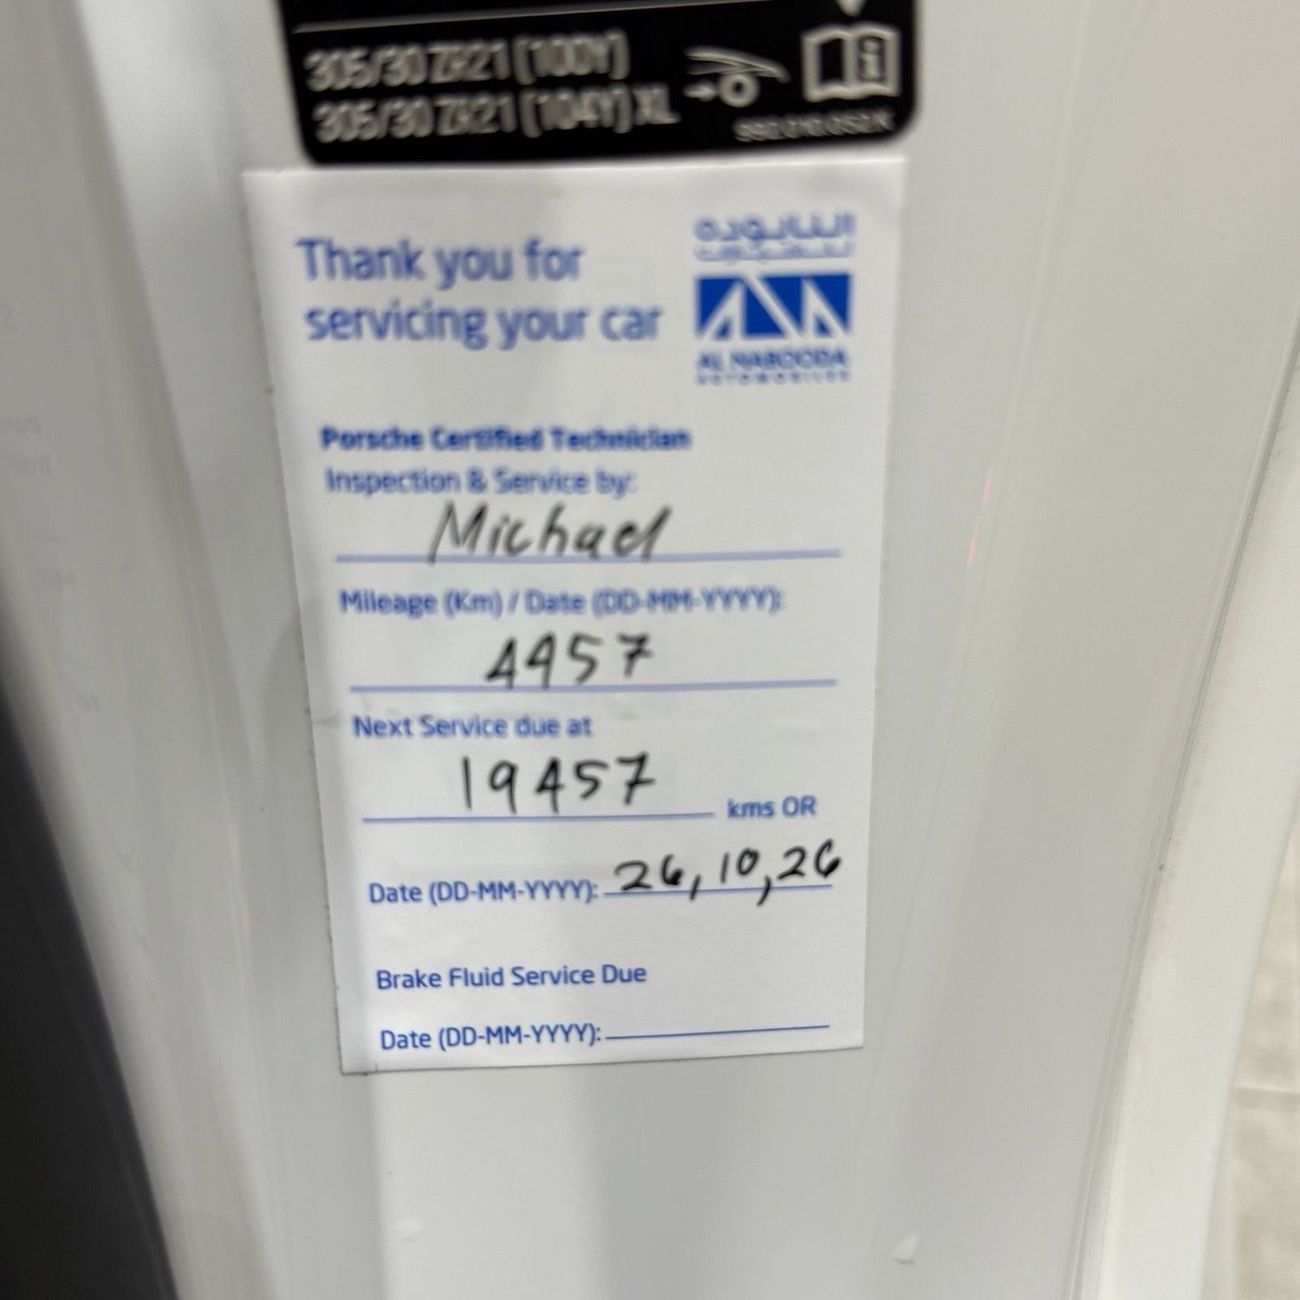 305/30 ZR21 (100Y)
305/30 ZR21 (104Y) XL
Thank you for
servicing your car
النابوده
AL NABOODA
AUTOMOBILES
Porsche Certified Technician
Inspection & Service by:
Michael
Mileage (Km) / Date (DD-MM-YYYY):
4457
Next Service due at
19457
kms OR
Date (DD-MM-YYYY): 26,10,26
Brake Fluid Service Due
Date (DD-MM-YYYY):